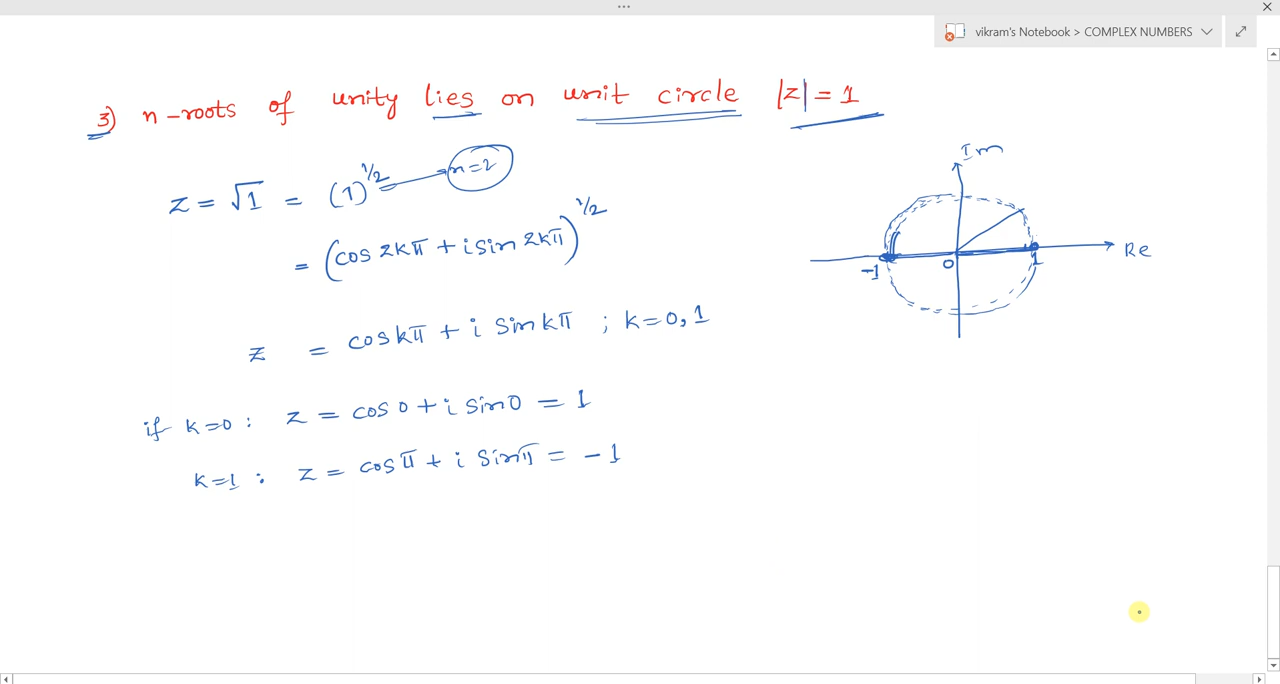 vikram's Notebook > COMPLEX NUMBERS
3) n-roots of unity lies on unit circle |z| = 1
z = √1 = (1)^1/2 n=2
= (cos 2kπ + i sin 2kπ)^1/2
z = cos kπ + i sin kπ ; k=0,1
if k=0 : z = cos 0 + i sin 0 = 1
k=1 : z = cos π + i sin π = -1
Im
-1 0 1 Re